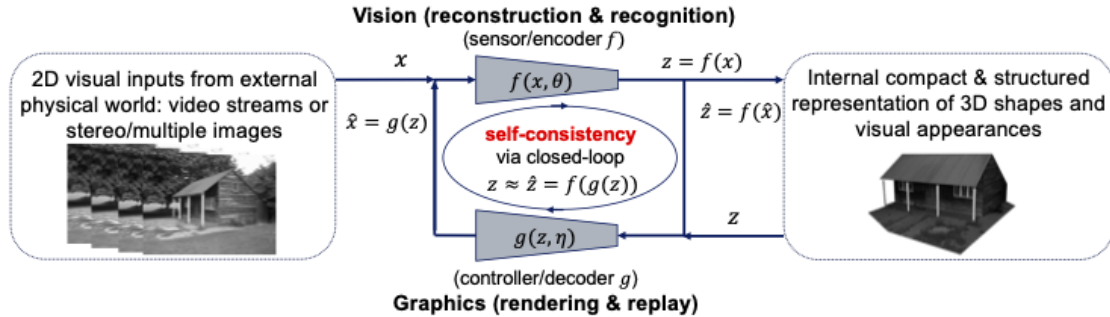 Vision (reconstruction & recognition)
(sensor/encoder f)
2D visual inputs from external
physical world: video streams or
stereo/multiple images
x
x̂ = g(z)
f(x, θ)
z = f(x)
ẑ = f(x̂)
self-consistency
via closed-loop
z ≈ ẑ = f(g(z))
g(z, η)
z
Internal compact & structured
representation of 3D shapes and
visual appearances
(controller/decoder g)
Graphics (rendering & replay)